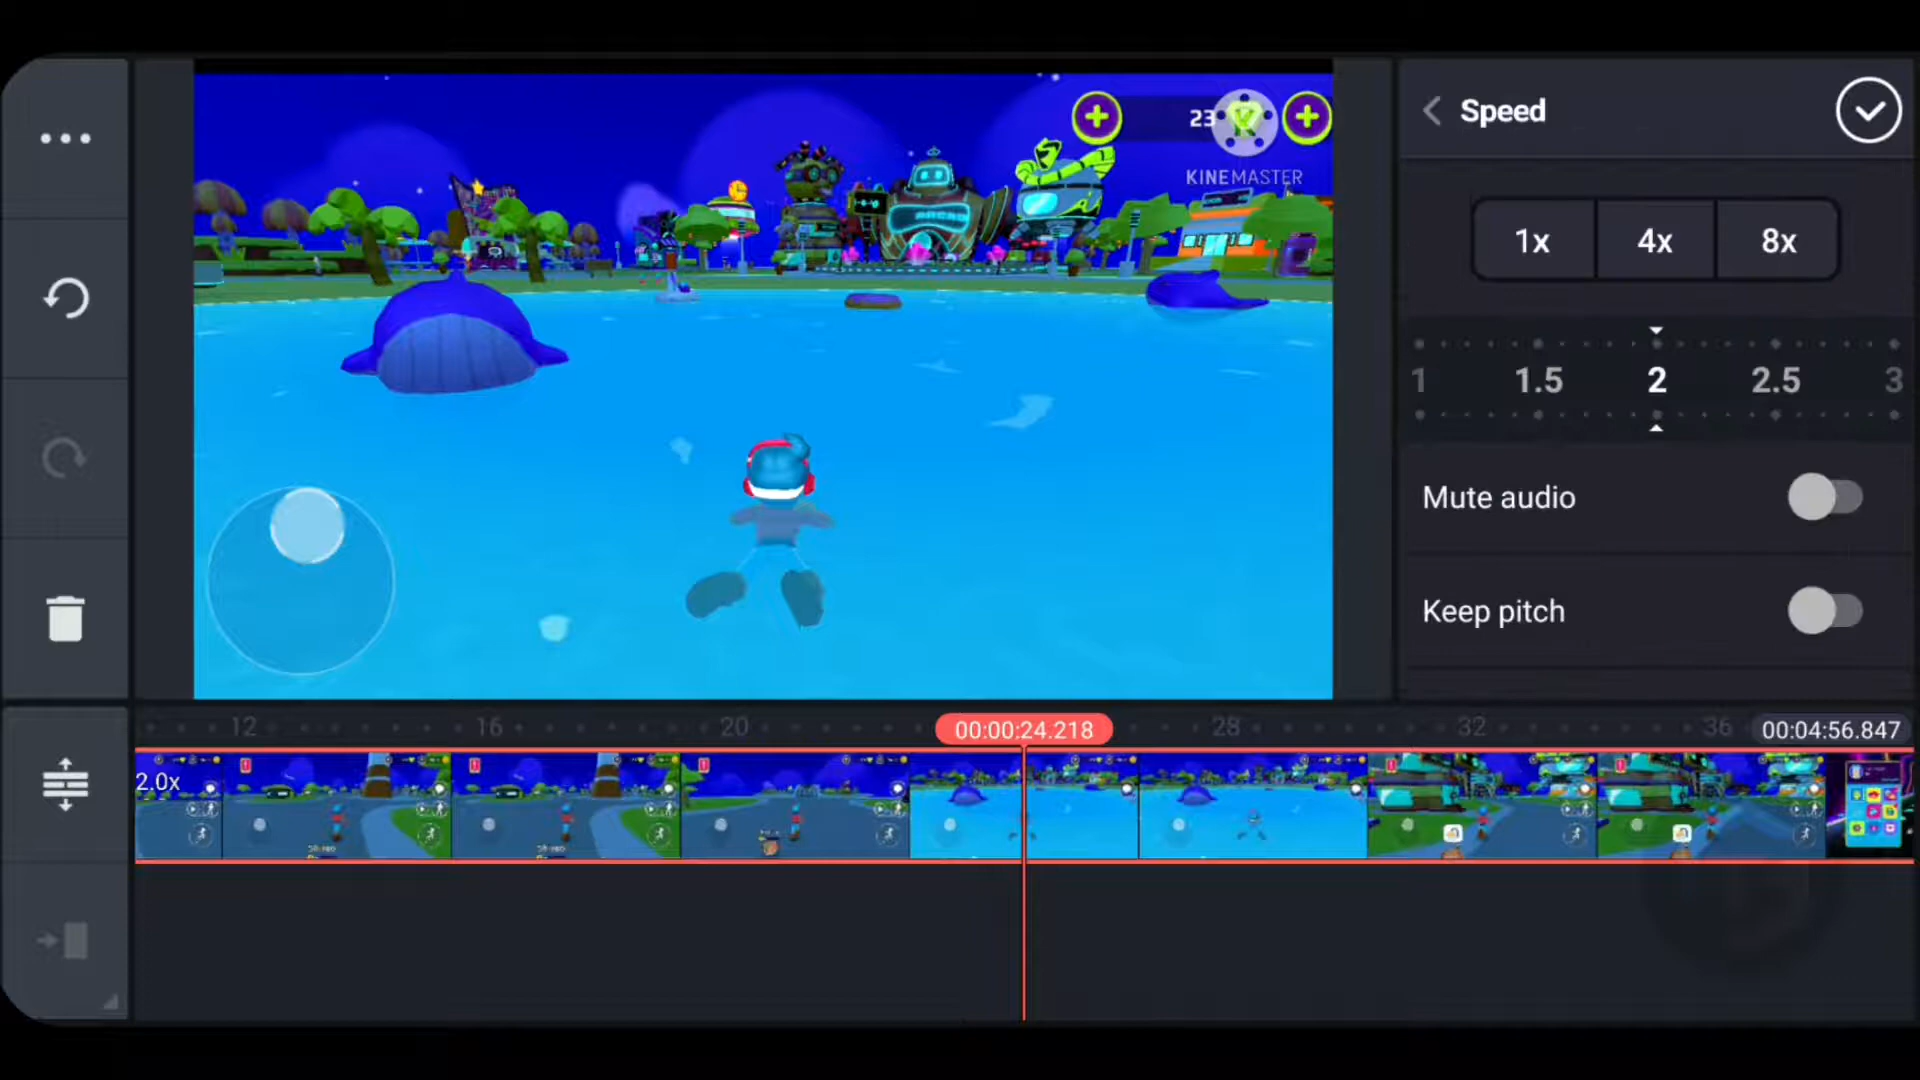 Speed
23
KINEMASTER
1x 4x 8x
1 1.5 2 2.5 3
Mute audio
Keep pitch
12 16 20 00:00:24.218 28 32 36 00:04:56.847
2.0x